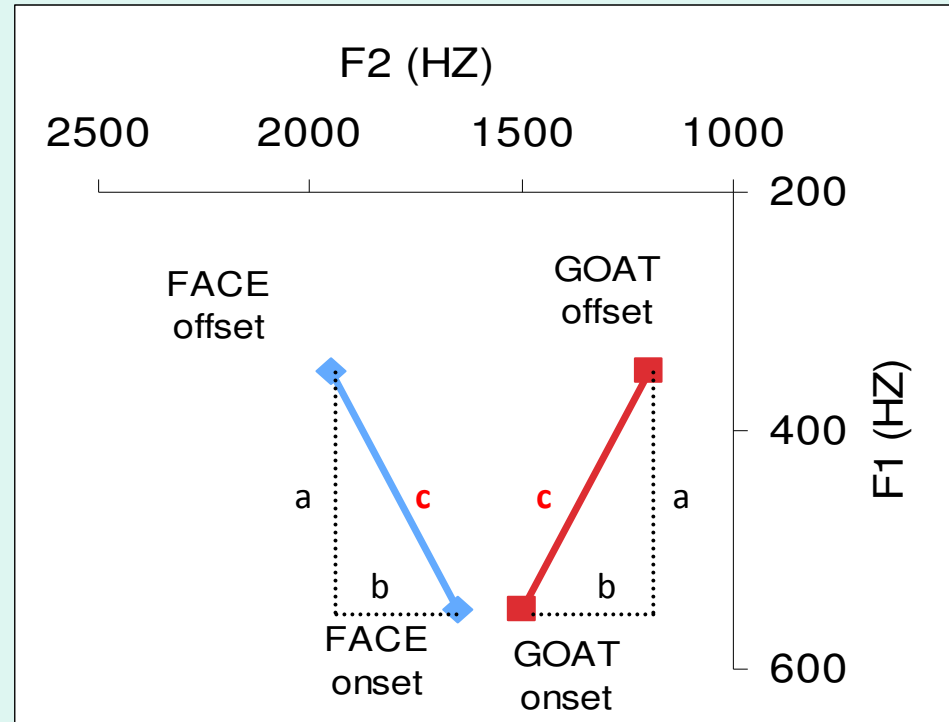 F2 (HZ)
2500 2000 1500 1000
200
FACE
offset
GOAT
offset
400
F1 (HZ)
a c c a
b b
FACE
onset
GOAT
onset
600